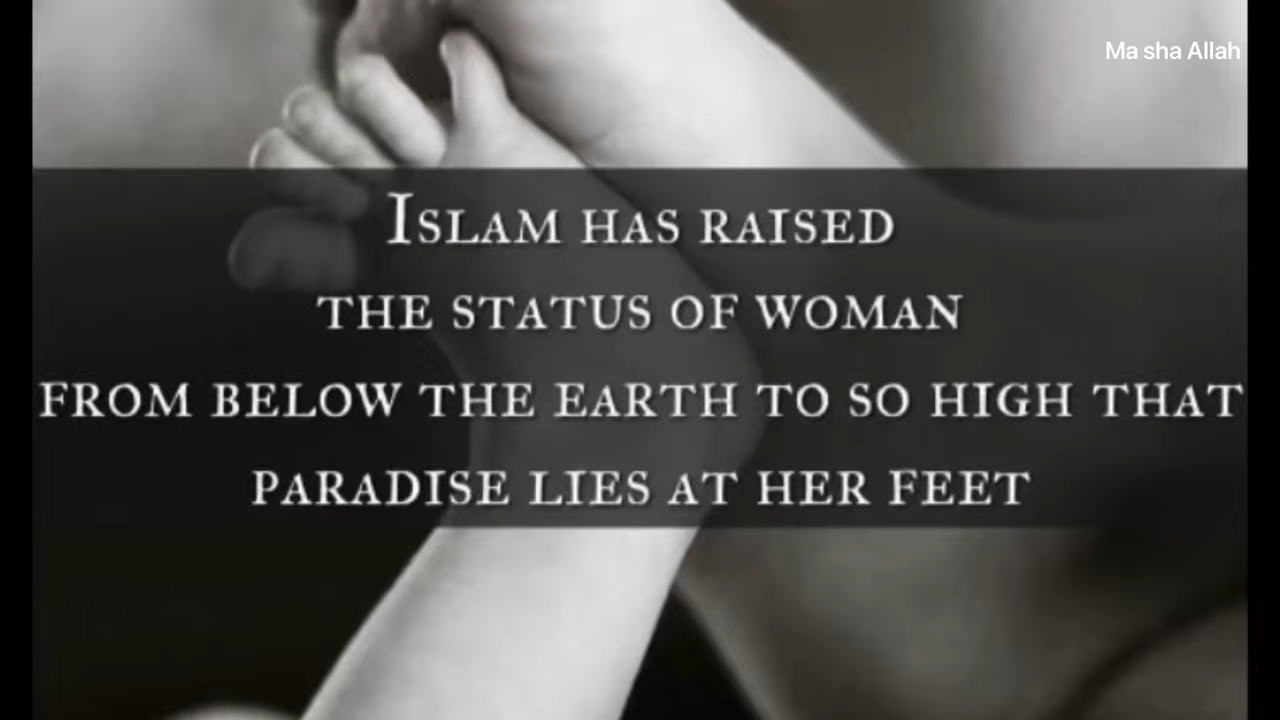 Ma sha Allah
Islam has raised
the status of woman
from below the earth to so high that
paradise lies at her feet